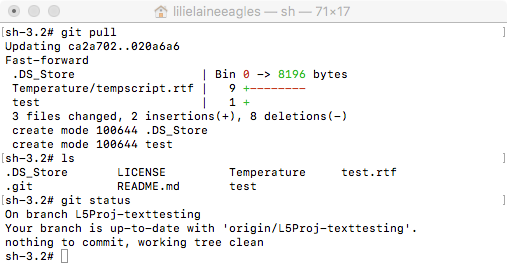 lilielaineeagles — sh — 71×17
[sh-3.2# git pull ]
Updating ca2a702..020a6a6
Fast-forward
 .DS_Store                   | Bin 0 -> 8196 bytes
 Temperature/tempscript.rtf |   9 +--------
 test                        |   1 +
 3 files changed, 2 insertions(+), 8 deletions(-)
 create mode 100644 .DS_Store
 create mode 100644 test
[sh-3.2# ls ]
.DS_Store       LICENSE         Temperature     test.rtf
.git            README.md       test
[sh-3.2# git status ]
On branch L5Proj-texttesting
Your branch is up-to-date with 'origin/L5Proj-texttesting'.
nothing to commit, working tree clean
sh-3.2#